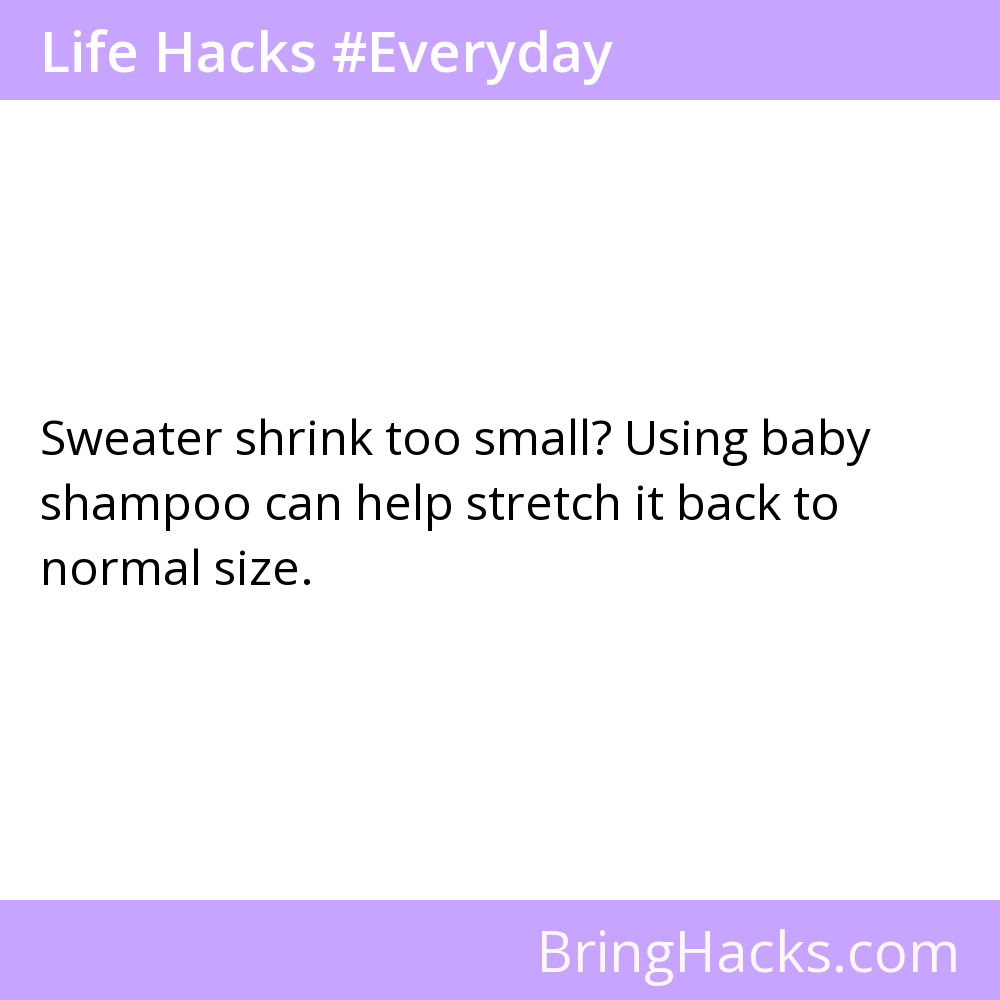 Life Hacks #Everyday
Sweater shrink too small? Using baby
shampoo can help stretch it back to
normal size.
BringHacks.com